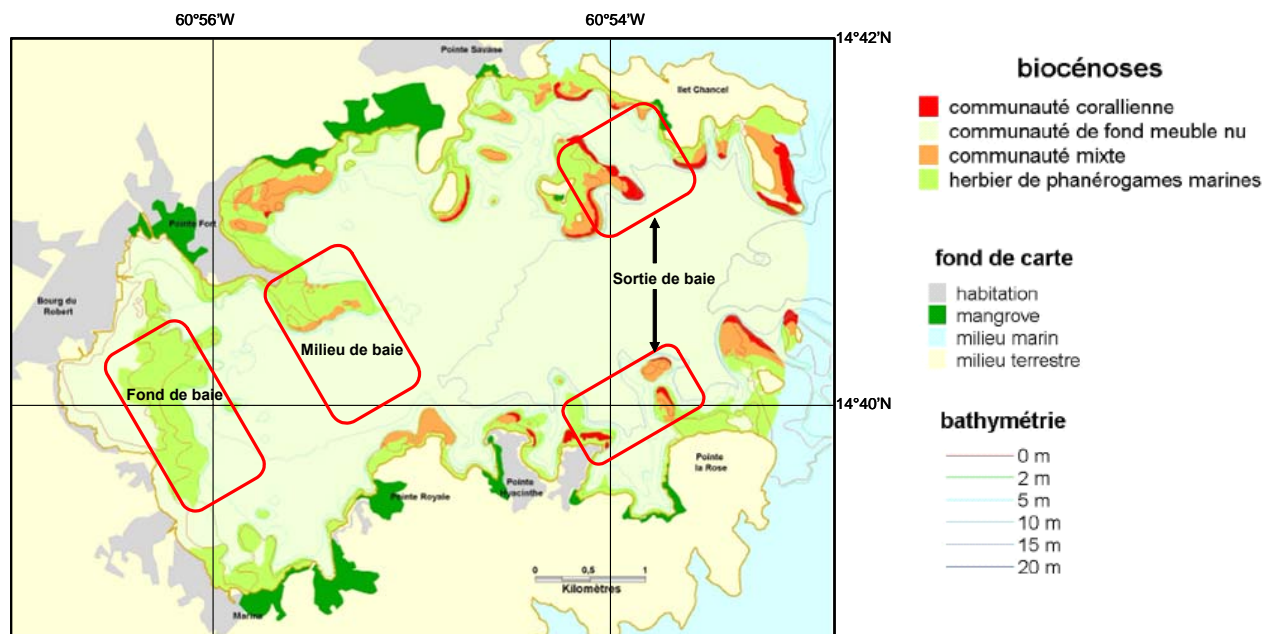 60°56'W
60°54'W
14°42'N
Pointe Savane
Ilet Chancel
Pointe Fort
Bourg du
Robert
Sortie de baie
Milieu de baie
Fond de baie
14°40'N
Pointe
la Rose
Pointe Royale
Pointe
Hyacinthe
0 0,5 1
Kilomètres
biocénoses
communauté corallienne
communauté de fond meuble nu
communauté mixte
herbier de phanérogames marines
fond de carte
habitation
mangrove
milieu marin
milieu terrestre
bathymétrie
0 m
2 m
5 m
10 m
15 m
20 m